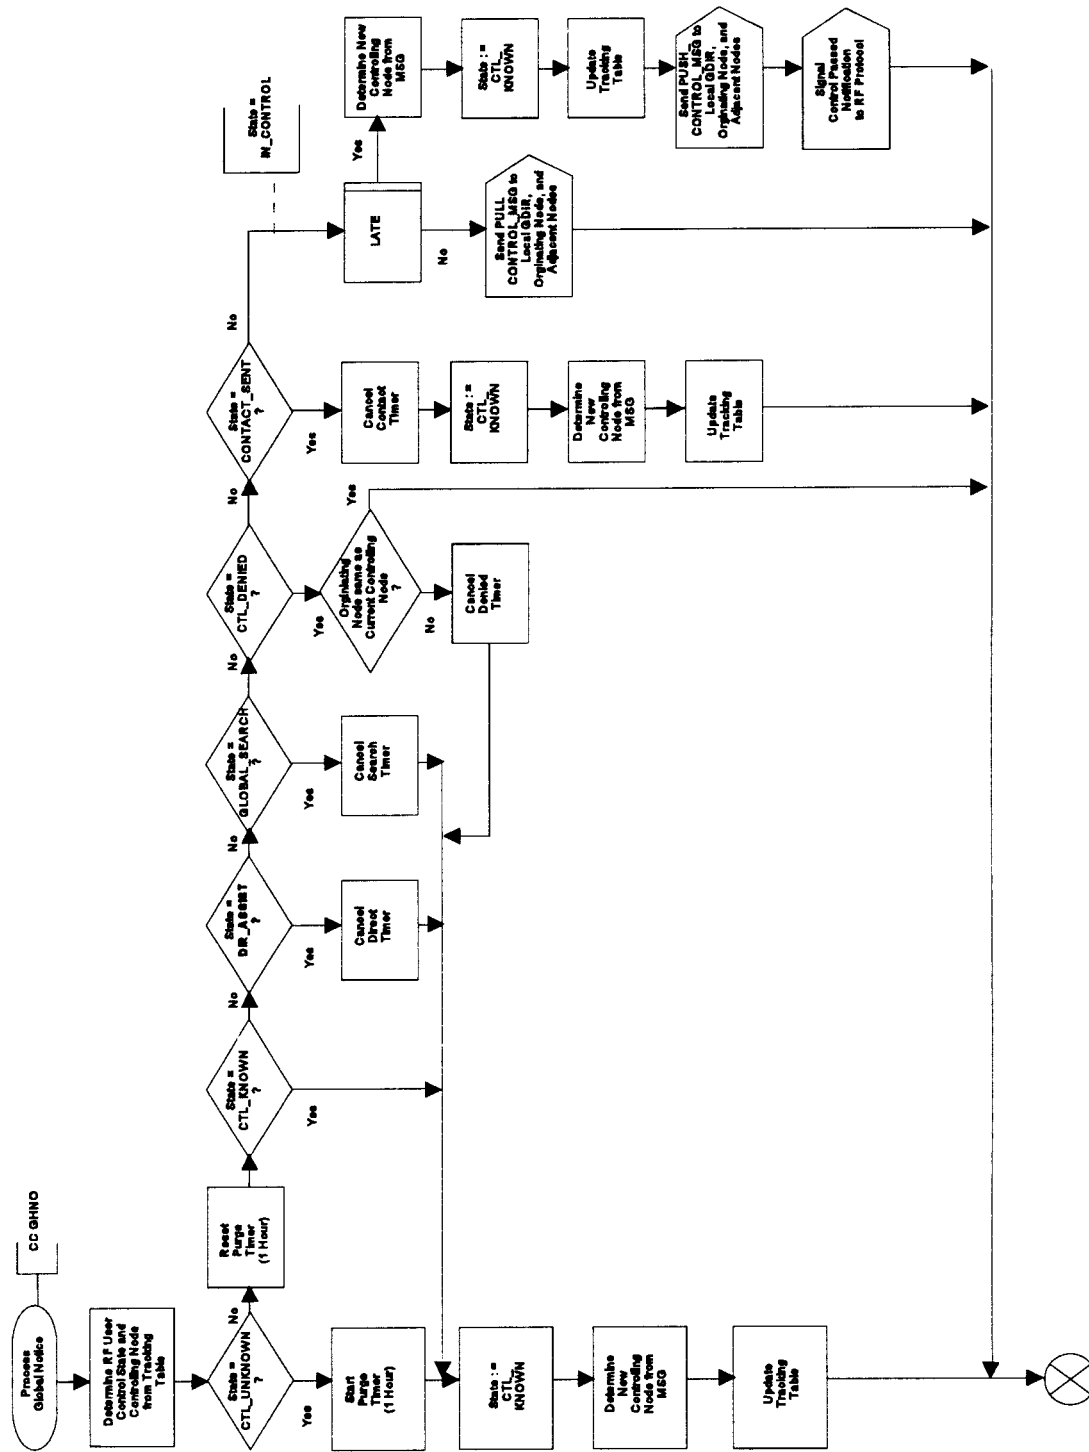 Process
Global Notice
CC GHNO
Determine RF User
Control State and
Controlling Node
from Tracking
Table
State =
CTL_UNKNOWN
?
No
Yes
Start
Purge
Timer
(1 Hour)
State : =
CTL_
KNOWN
Determine
New
Controlling
Node from
MSG
Update
Tracking
Table
Reset
Purge
Timer
(1 Hour)
State =
CTL_KNOWN
?
No
Yes
State =
DIR_ASSIST
?
No
Yes
Cancel
Direct
Timer
State =
GLOBAL_SEARCH
?
No
Yes
Cancel
Search
Timer
State =
CTL_DENIED
?
No
Yes
Orginiating
Node same as
Current Controlling
Node
?
Yes
No
Cancel
Denied
Timer
State =
CONTACT_SENT
?
No
Yes
Cancel
Contact
Timer
State : =
CTL_
KNOWN
Determine
New
Controlling
Node from
MSG
Update
Tracking
Table
State =
IN_CONTROL
LATE
Yes
No
Send PULL
CONTROL_MSG to
Local GDIR,
Orginating Node, and
Adjacent Nodes
Determine New
Controlling
Node from
MSG
State : =
CTL_
KNOWN
Update
Tracking
Table
Send PUSH_
CONTROL_MSG to
Local GDIR,
Orginating Node, and
Adjacent Nodes
Signal
Control Passed
Notification
to RF Protocol